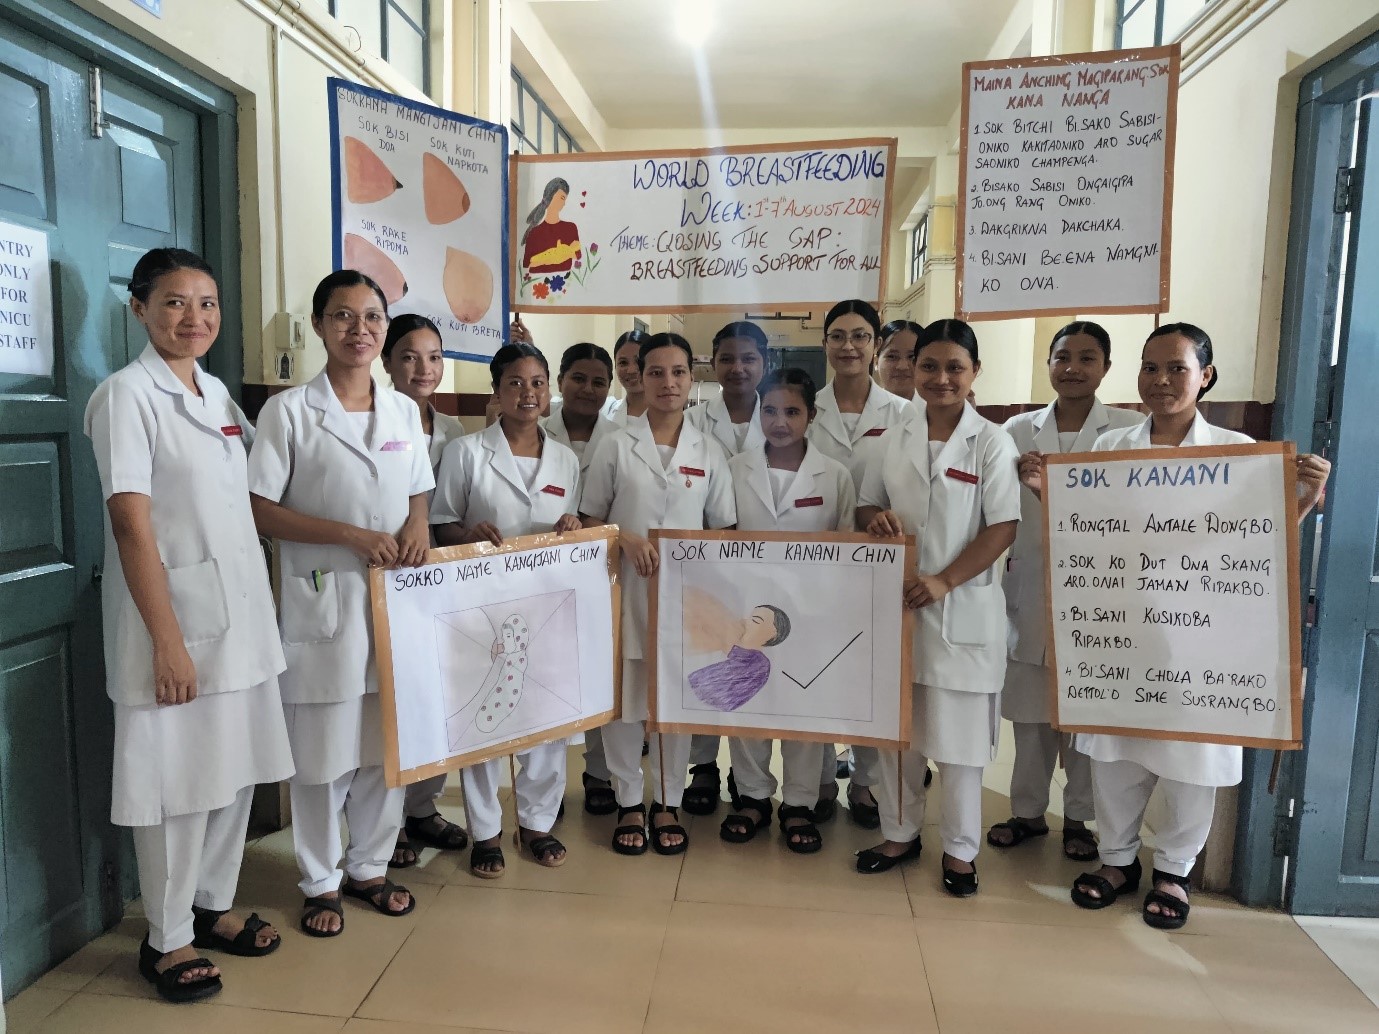 NTRY
ONLY
FOR
NICU
STAFF
SOKKANA MANGIJANI CHIN
SOK BISI
DOA
SOK KUTI
NAPKOTA
SOK RAKE
RIPOMA
SOK KUTI BRETA
WORLD BREASTFEEDING
WEEK: 1st-7th AUGUST 2024
THEME: CLOSING THE GAP:
BREASTFEEDING SUPPORT FOR ALL
MAINA ANCHING MAGIPARANG SOK
KANA NANGA
1. SOK BITCHI BI.SAKO SABISI-
ONIKO KAKITAONIKO ARO SUGAR
SAONIKO CHAMPENGA.
2. BISAKO SABISI ONGAIGIPA
JO.ONG RANG ONIKO.
3. DAKGRIKNA DAKCHAKA.
4. BI.SANI BE.ENA NAMGNI-
KO ONA.
SOKKO NAME KANGIJANI CHIN
SOK NAME KANANI CHIN
SOK KANANI
1. RONGTAL ANTALE DONGBO.
2. SOK KO DUT ONA SKANG
ARO.ONAI JAMAN RIPAKBO.
3 BI.SANI KUSIKOBA
RIPAKBO.
4. BI'SANI CHOLA BA'RAKO
DETTOL'O SIME SUSRANGBO.